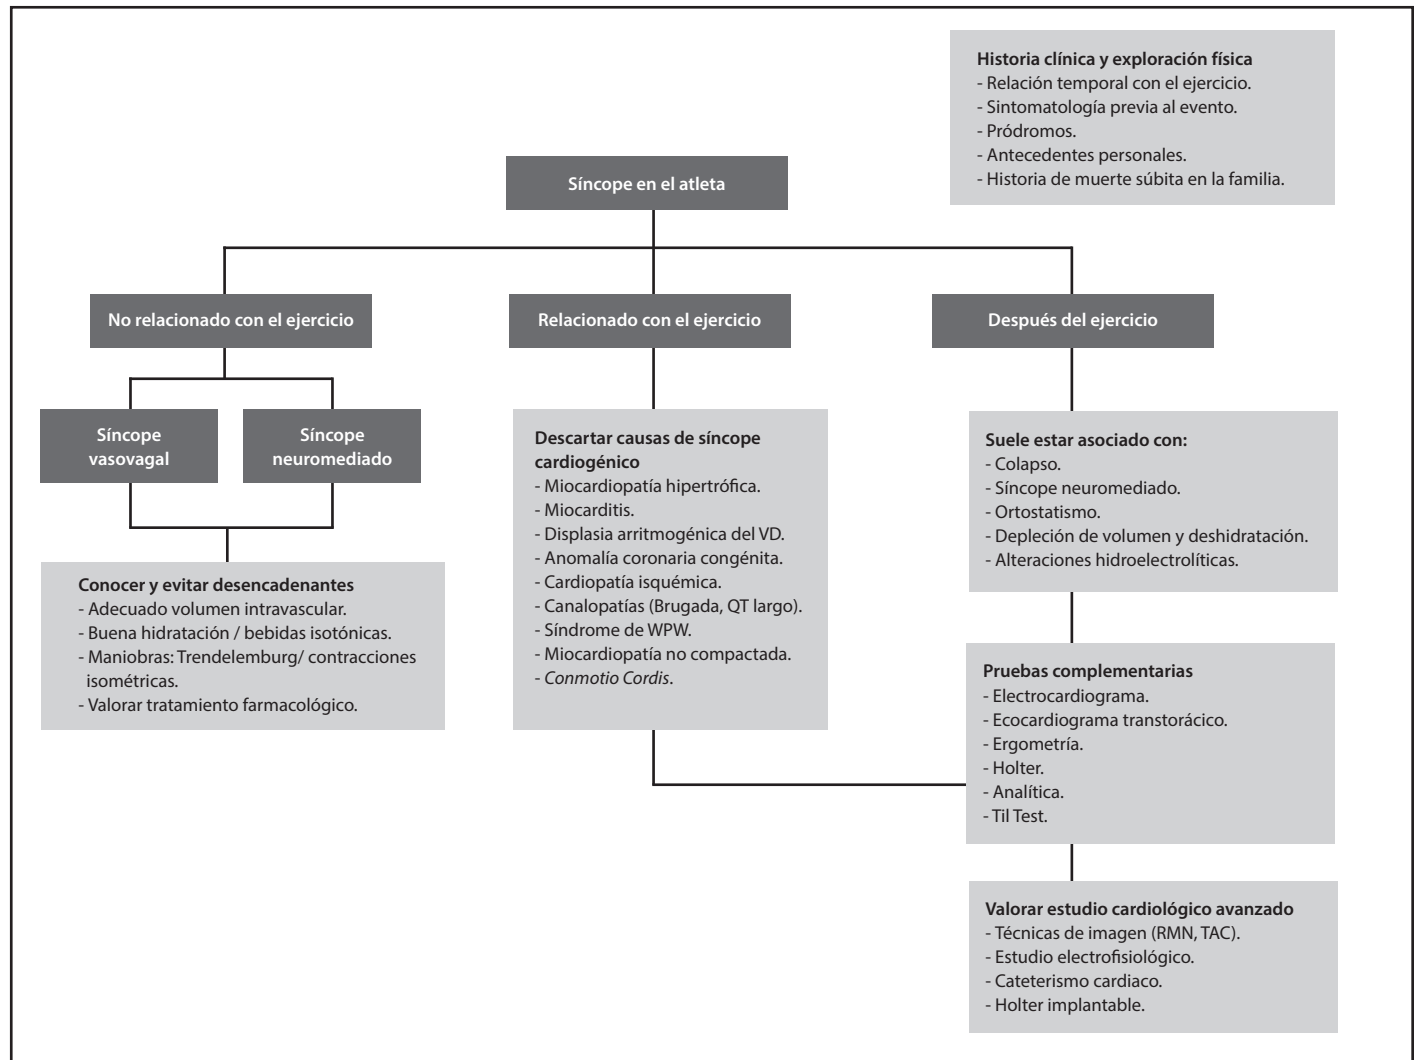 Historia clínica y exploración física
- Relación temporal con el ejercicio.
- Sintomatología previa al evento.
- Pródromos.
- Antecedentes personales.
- Historia de muerte súbita en la familia.
Síncope en el atleta
No relacionado con el ejercicio
Relacionado con el ejercicio
Después del ejercicio
Síncope
vasovagal
Síncope
neuromediado
Conocer y evitar desencadenantes
- Adecuado volumen intravascular.
- Buena hidratación / bebidas isotónicas.
- Maniobras: Trendelemburg/ contracciones
isométricas.
- Valorar tratamiento farmacológico.
Descartar causas de síncope
cardiogénico
- Miocardiopatía hipertrófica.
- Miocarditis.
- Displasia arritmogénica del VD.
- Anomalía coronaria congénita.
- Cardiopatía isquémica.
- Canalopatías (Brugada, QT largo).
- Síndrome de WPW.
- Miocardiopatía no compactada.
- Conmotio Cordis.
Suele estar asociado con:
- Colapso.
- Síncope neuromediado.
- Ortostatismo.
- Depleción de volumen y deshidratación.
- Alteraciones hidroelectrolíticas.
Pruebas complementarias
- Electrocardiograma.
- Ecocardiograma transtorácico.
- Ergometría.
- Holter.
- Analítica.
- Til Test.
Valorar estudio cardiológico avanzado
- Técnicas de imagen (RMN, TAC).
- Estudio electrofisiológico.
- Cateterismo cardiaco.
- Holter implantable.